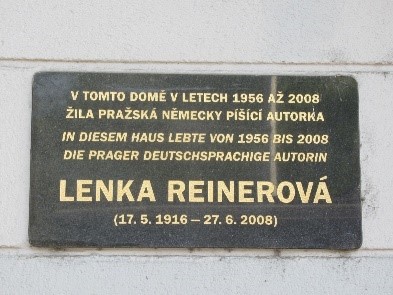 V TOMTO DOMĚ V LETECH 1956 AŽ 2008
ŽILA PRAŽSKÁ NĚMECKY PÍŠÍCÍ AUTORKA
IN DIESEM HAUS LEBTE VON 1956 BIS 2008
DIE PRAGER DEUTSCHSPRACHIGE AUTORIN
LENKA REINEROVÁ
(17. 5. 1916 – 27. 6. 2008)